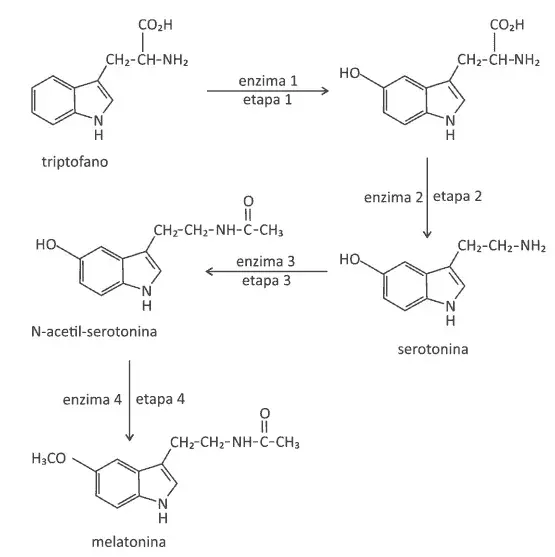 CO₂H
CH₂-CH-NH₂
N
H
triptofano
enzima 1
etapa 1
CO₂H
CH₂-CH-NH₂
HO
N
H
enzima 2
etapa 2
HO
CH₂-CH₂-NH₂
N
H
serotonina
enzima 3
etapa 3
O
CH₂-CH₂-NH-C-CH₃
HO
N
H
N-acetil-serotonina
enzima 4
etapa 4
O
CH₂-CH₂-NH-C-CH₃
H₃CO
N
H
melatonina